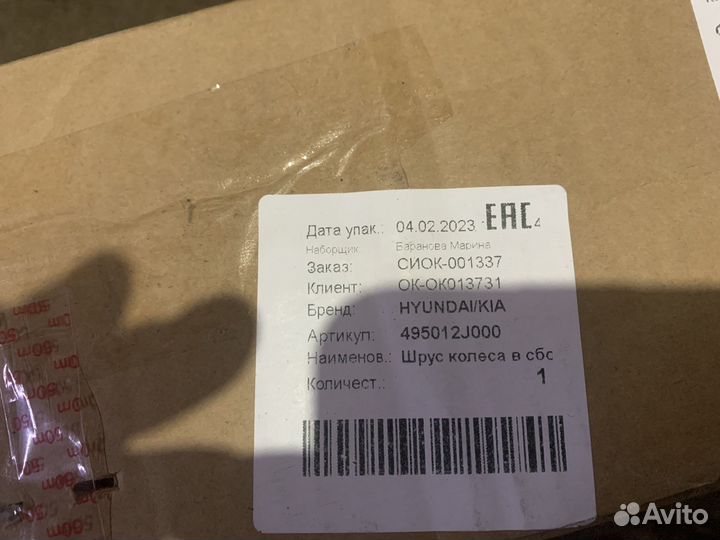 Дата упак.: 04.02.2023 EAC
Наборщик: Баранова Марина
Заказ: СИОК-001337
Клиент: ОК-ОК013731
Бренд: HYUNDAI/KIA
Артикул: 495012J000
Наименов.: Шрус колеса в сбо
Количест.: 1
560m
Avito